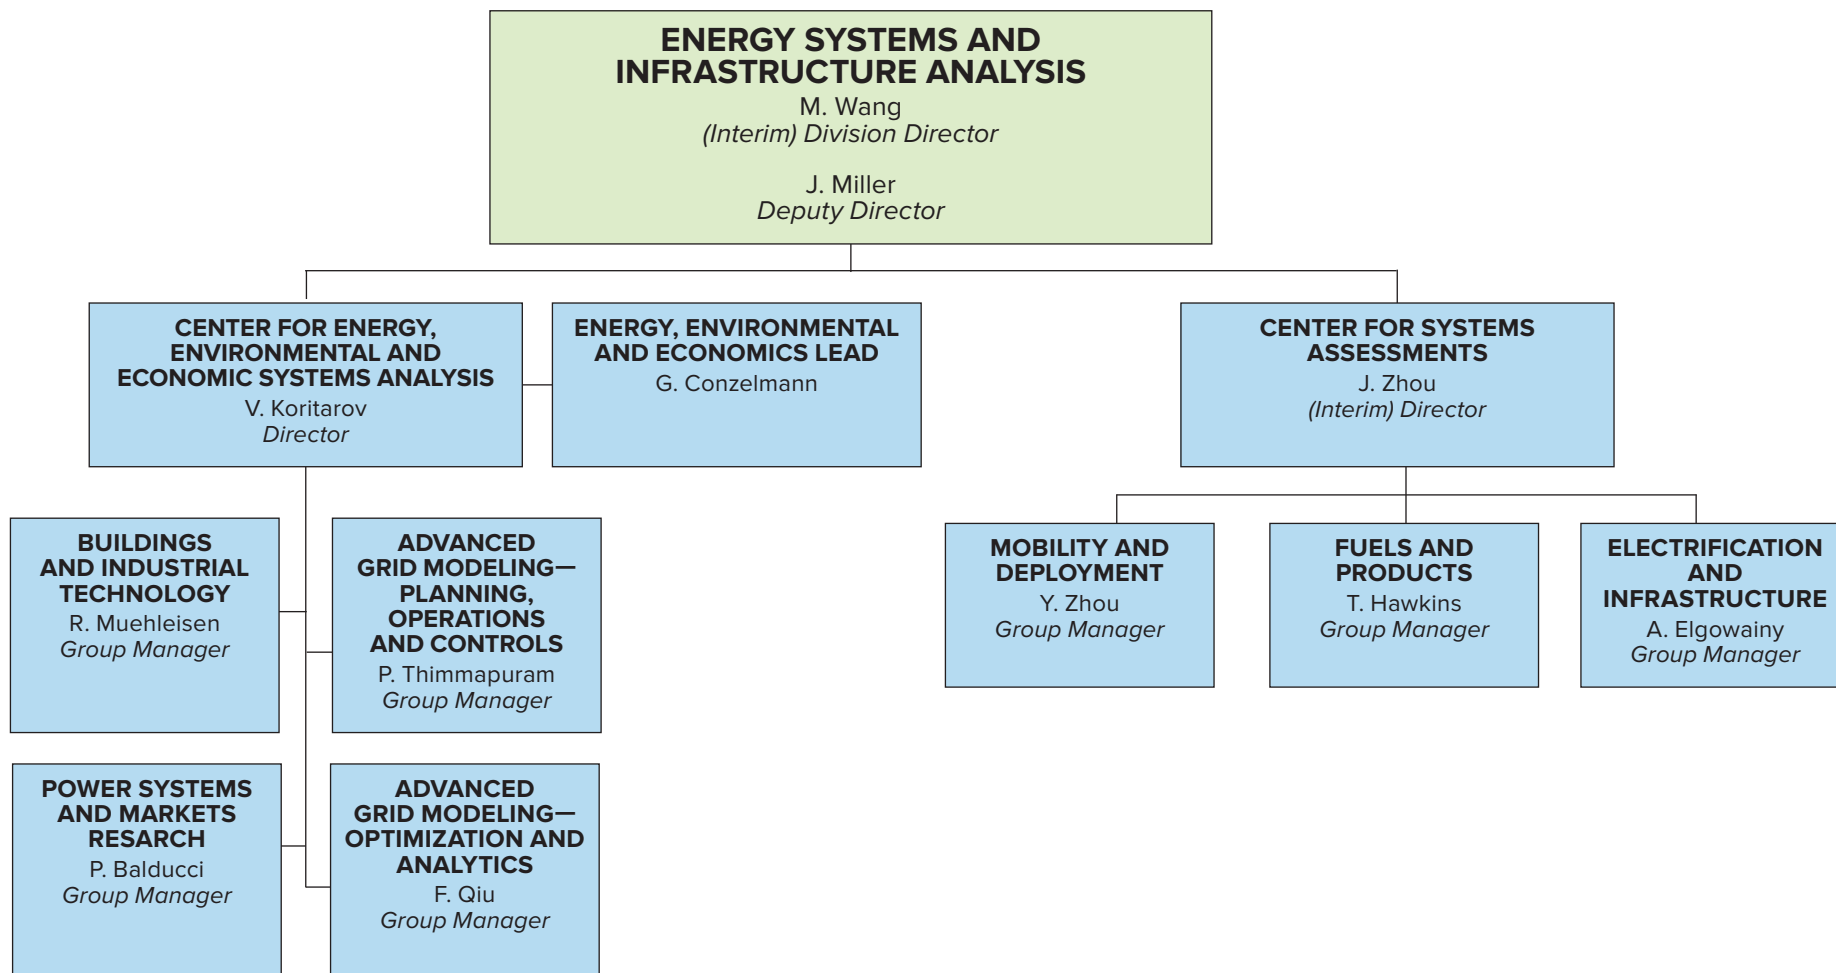 ENERGY SYSTEMS AND
INFRASTRUCTURE ANALYSIS
M. Wang
(Interim) Division Director
J. Miller
Deputy Director
CENTER FOR ENERGY,
ENVIRONMENTAL AND
ECONOMIC SYSTEMS ANALYSIS
V. Koritarov
Director
ENERGY, ENVIRONMENTAL
AND ECONOMICS LEAD
G. Conzelmann
CENTER FOR SYSTEMS
ASSESSMENTS
J. Zhou
(Interim) Director
BUILDINGS
AND INDUSTRIAL
TECHNOLOGY
R. Muehleisen
Group Manager
ADVANCED
GRID MODELING—
PLANNING,
OPERATIONS
AND CONTROLS
P. Thimmapuram
Group Manager
MOBILITY AND
DEPLOYMENT
Y. Zhou
Group Manager
FUELS AND
PRODUCTS
T. Hawkins
Group Manager
ELECTRIFICATION
AND
INFRASTRUCTURE
A. Elgowainy
Group Manager
POWER SYSTEMS
AND MARKETS
RESARCH
P. Balducci
Group Manager
ADVANCED
GRID MODELING—
OPTIMIZATION AND
ANALYTICS
F. Qiu
Group Manager